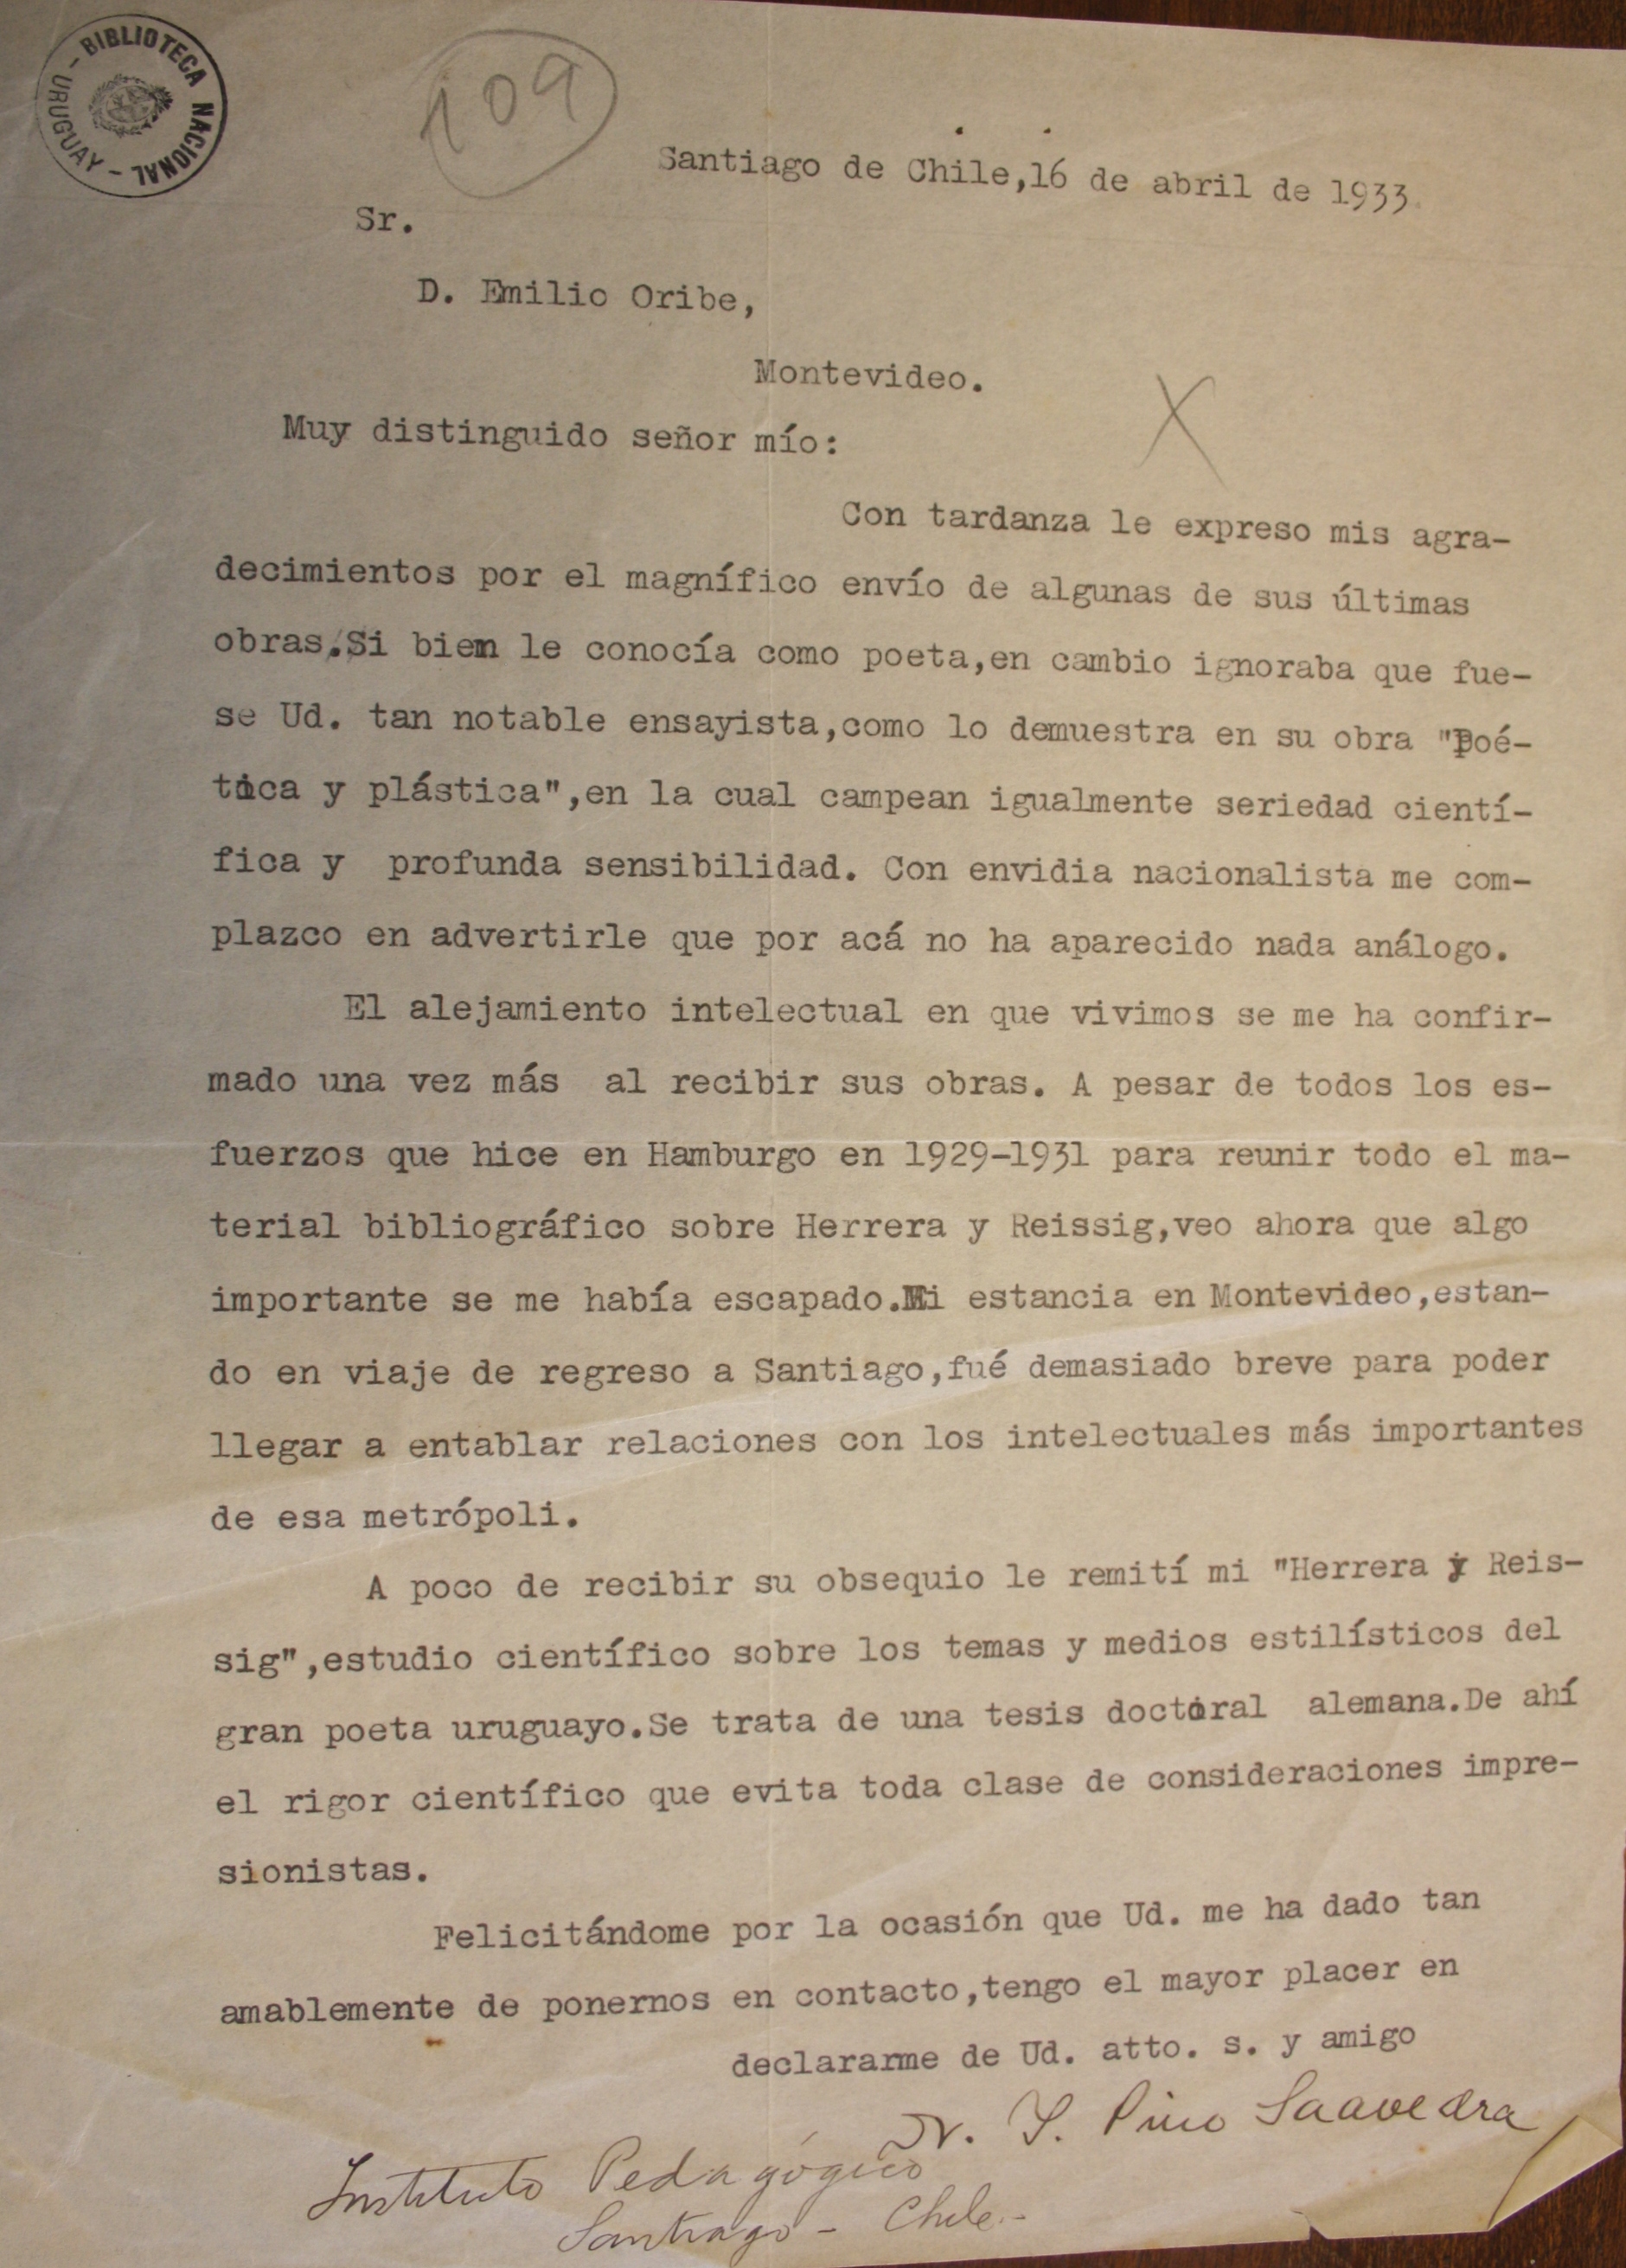 BIBLIOTECA NACIONAL - URUGUAY -
109
Santiago de Chile,16 de abril de 1933.
Sr.
D. Emilio Oribe,
Montevideo.
X
Muy distinguido señor mío:
Con tardanza le expreso mis agra-
decimientos por el magnífico envío de algunas de sus últimas
obras.Si bien le conocía como poeta,en cambio ignoraba que fue-
se Ud. tan notable ensayista,como lo demuestra en su obra "Poé-
tica y plástica",en la cual campean igualmente seriedad cientí-
fica y profunda sensibilidad. Con envidia nacionalista me com-
plazco en advertirle que por acá no ha aparecido nada análogo.
El alejamiento intelectual en que vivimos se me ha confir-
mado una vez más al recibir sus obras. A pesar de todos los es-
fuerzos que hice en Hamburgo en 1929-1931 para reunir todo el ma-
terial bibliográfico sobre Herrera y Reissig,veo ahora que algo
importante se me había escapado.Mi estancia en Montevideo,estan-
do en viaje de regreso a Santiago,fué demasiado breve para poder
llegar a entablar relaciones con los intelectuales más importantes
de esa metrópoli.
A poco de recibir su obsequio le remití mi "Herrera y Reis-
sig",estudio científico sobre los temas y medios estilísticos del
gran poeta uruguayo.Se trata de una tesis doctoral alemana.De ahí
el rigor científico que evita toda clase de consideraciones impre-
sionistas.
Felicitándome por la ocasión que Ud. me ha dado tan
amablemente de ponernos en contacto,tengo el mayor placer en
declararme de Ud. atto. s. y amigo
Dr. Y. Pino Saavedra
Instituto Pedagógico
Santiago - Chile.-